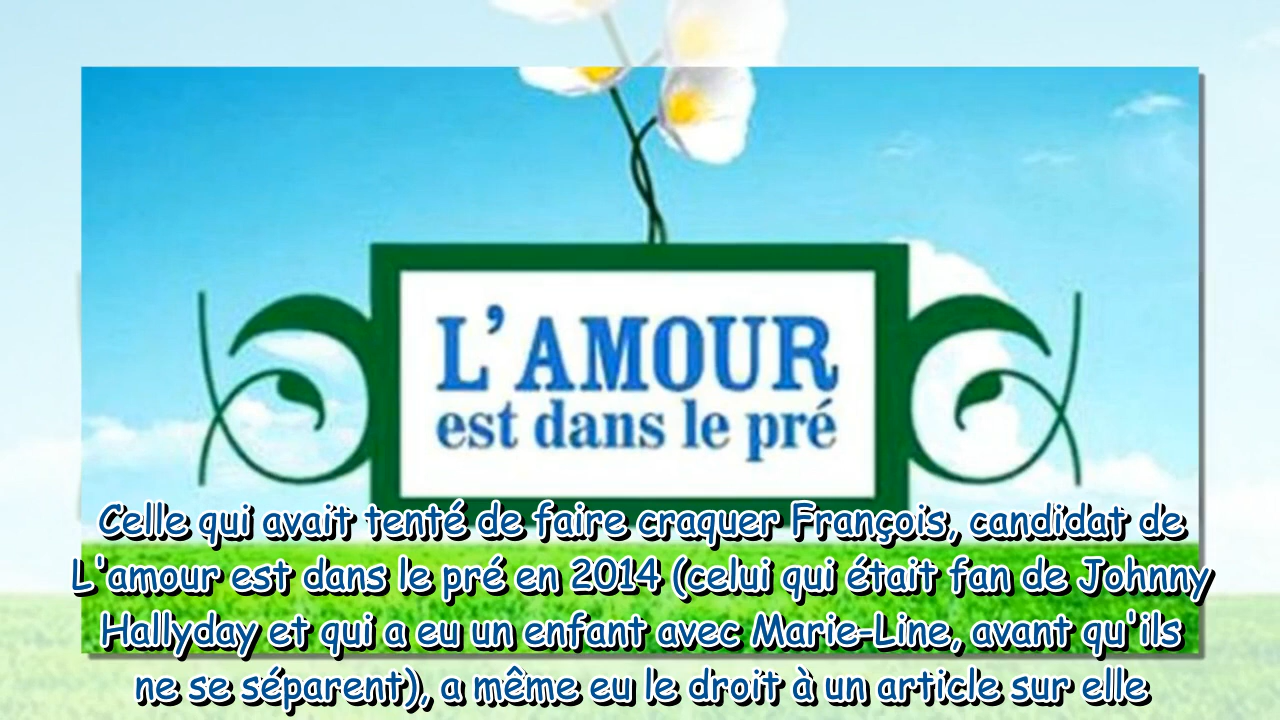 L'AMOUR
est dans le pré
Celle qui avait tenté de faire craquer François, candidat de
L'amour est dans le pré en 2014 (celui qui était fan de Johnny
Hallyday et qui a eu un enfant avec Marie-Line, avant qu'ils
ne se séparent), a même eu le droit à un article sur elle